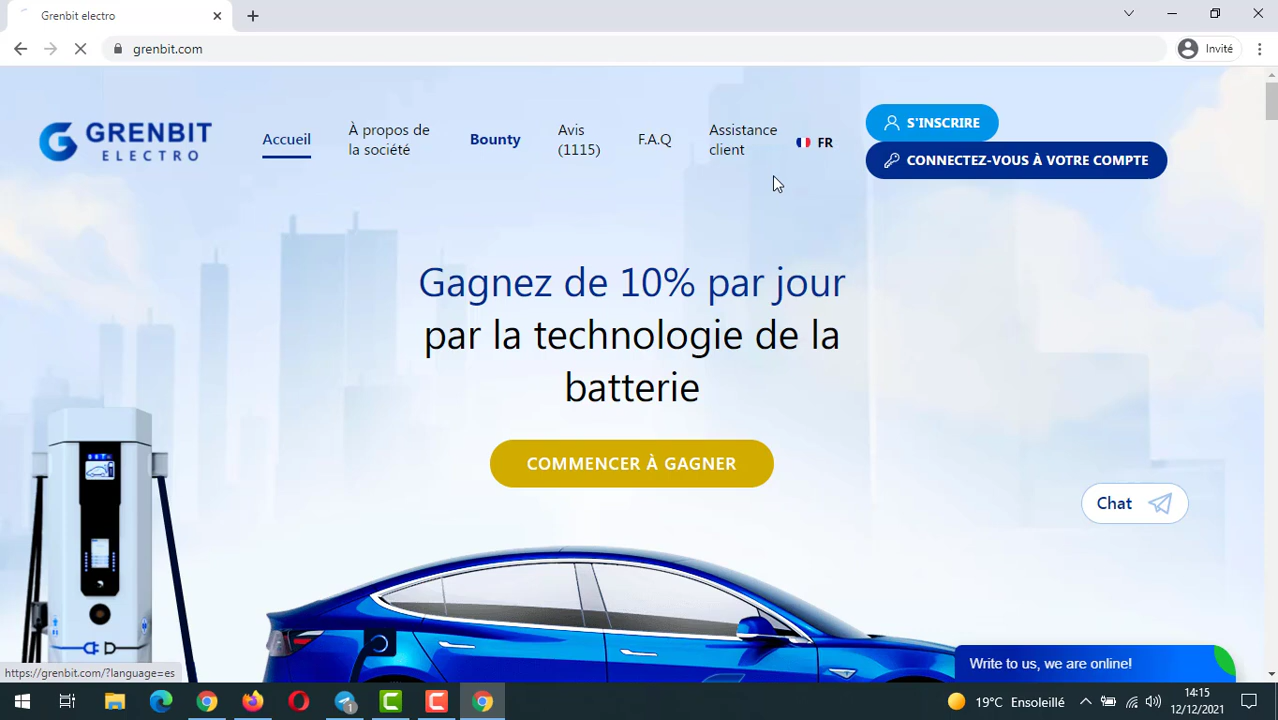 Grenbit electro
grenbit.com
Invité
GRENBIT
ELECTRO
Accueil
À propos de
la société
Bounty
Avis
(1115)
F.A.Q
Assistance
client
FR
S'INSCRIRE
CONNECTEZ-VOUS À VOTRE COMPTE
Gagnez de 10% par jour
par la technologie de la
batterie
COMMENCER À GAGNER
Chat
Write to us, we are online!
https://grenbit.com/?language=es
1
19°C Ensoleillé
14:15
12/12/2021